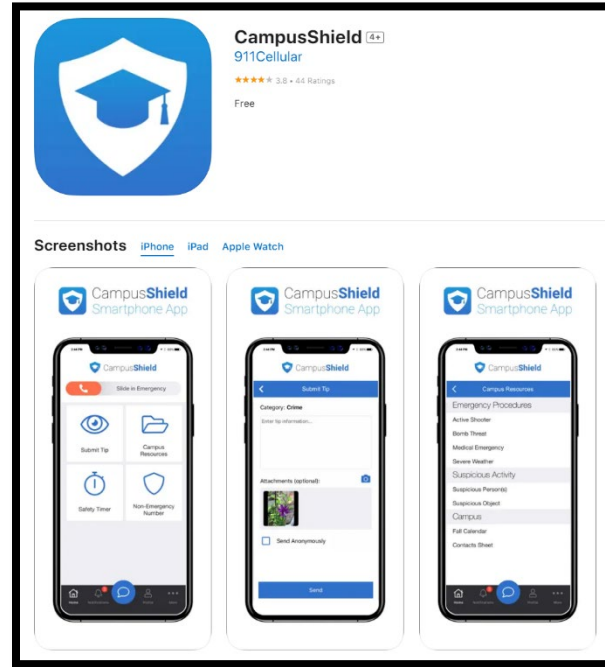 CampusShield 4+
911Cellular
3.8 • 44 Ratings
Free
Screenshots iPhone iPad Apple Watch
CampusShield
Smartphone App
CampusShield
Slide in Emergency
Submit Tip
Campus
Resources
Safety Timer
Non-Emergency
Number
Home
CampusShield
Smartphone App
CampusShield
Submit Tip
Category: Crime
Enter tip information...
Attachments (optional):
Send Anonymously
Send
CampusShield
Smartphone App
CampusShield
Campus Resources
Emergency Procedures
Active Shooter
Bomb Threat
Medical Emergency
Severe Weather
Suspicious Activity
Suspicious Person(s)
Suspicious Object
Campus
Fall Calendar
Contacts Sheet
Home